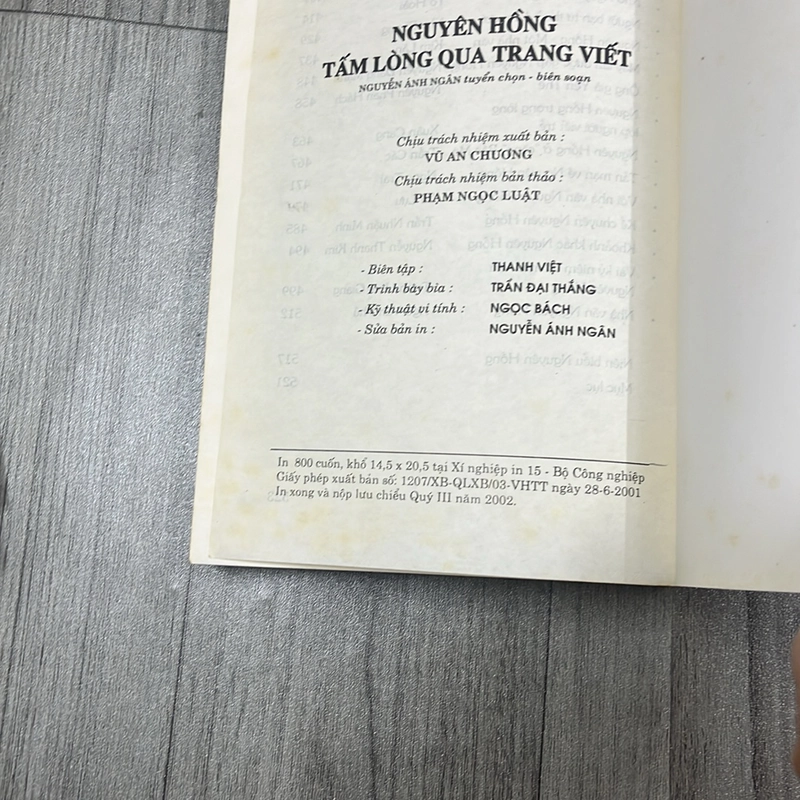 NGUYÊN HỒNG
TẤM LÒNG QUA TRANG VIẾT
NGUYỄN ÁNH NGÂN tuyển chọn - biên soạn
Chịu trách nhiệm xuất bản :
VŨ AN CHƯƠNG
Chịu trách nhiệm bản thảo :
PHẠM NGỌC LUẬT
- Biên tập : THANH VIỆT
- Trình bày bìa : TRẦN ĐẠI THẮNG
- Kỹ thuật vi tính : NGỌC BÁCH
- Sửa bản in : NGUYỄN ÁNH NGÂN
In 800 cuốn, khổ 14,5 x 20,5 tại Xí nghiệp in 15 - Bộ Công nghiệp
Giấy phép xuất bản số: 1207/XB-QLXB/03-VHTT ngày 28-6-2001
In xong và nộp lưu chiểu Quý III năm 2002.